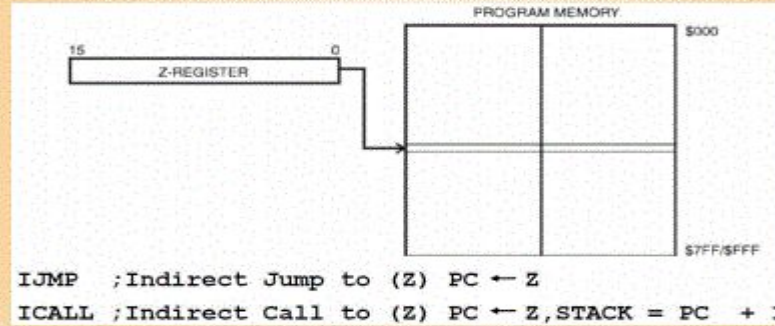 PROGRAM MEMORY
$000
15 0
Z-REGISTER
$7FF/$FFF
IJMP ;Indirect Jump to (Z) PC ← Z
ICALL ;Indirect Call to (Z) PC ← Z,STACK = PC +